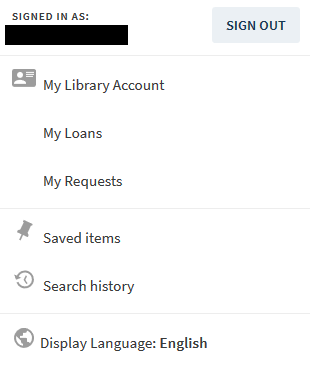 SIGNED IN AS:
SIGN OUT
My Library Account
My Loans
My Requests
Saved items
Search history
Display Language: English